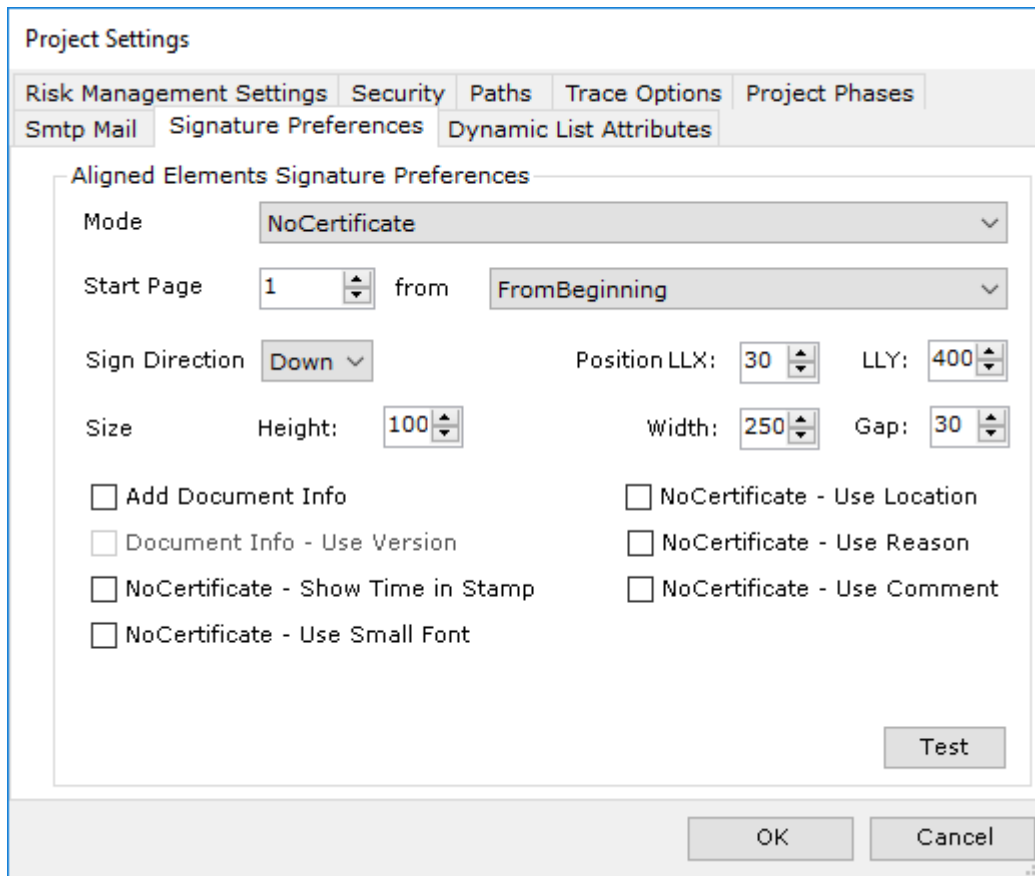 Project Settings
Risk Management Settings Security Paths Trace Options Project Phases
Smtp Mail Signature Preferences Dynamic List Attributes
Aligned Elements Signature Preferences
Mode NoCertificate
Start Page 1 from FromBeginning
Sign Direction Down Position LLX: 30 LLY: 400
Size Height: 100 Width: 250 Gap: 30
Add Document Info NoCertificate - Use Location
Document Info - Use Version NoCertificate - Use Reason
NoCertificate - Show Time in Stamp NoCertificate - Use Comment
NoCertificate - Use Small Font
Test
OK Cancel